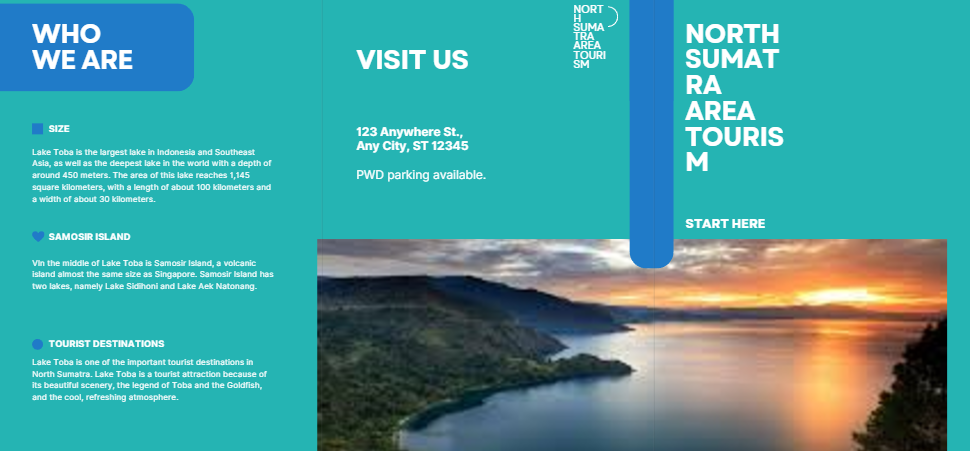 WHO
WE ARE
SIZE
Lake Toba is the largest lake in Indonesia and Southeast
Asia, as well as the deepest lake in the world with a depth of
around 450 meters. The area of this lake reaches 1,145
square kilometers, with a length of about 100 kilometers and
a width of about 30 kilometers.
SAMOSIR ISLAND
VIn the middle of Lake Toba is Samosir Island, a volcanic
island almost the same size as Singapore. Samosir Island has
two lakes, namely Lake Sidihoni and Lake Aek Natonang.
TOURIST DESTINATIONS
Lake Toba is one of the important tourist destinations in
North Sumatra. Lake Toba is a tourist attraction because of
its beautiful scenery, the legend of Toba and the Goldfish,
and the cool, refreshing atmosphere.
VISIT US
123 Anywhere St.,
Any City, ST 12345
PWD parking available.
NORT
H
SUMA
TRA
AREA
TOURI
SM
NORTH
SUMAT
RA
AREA
TOURIS
M
START HERE